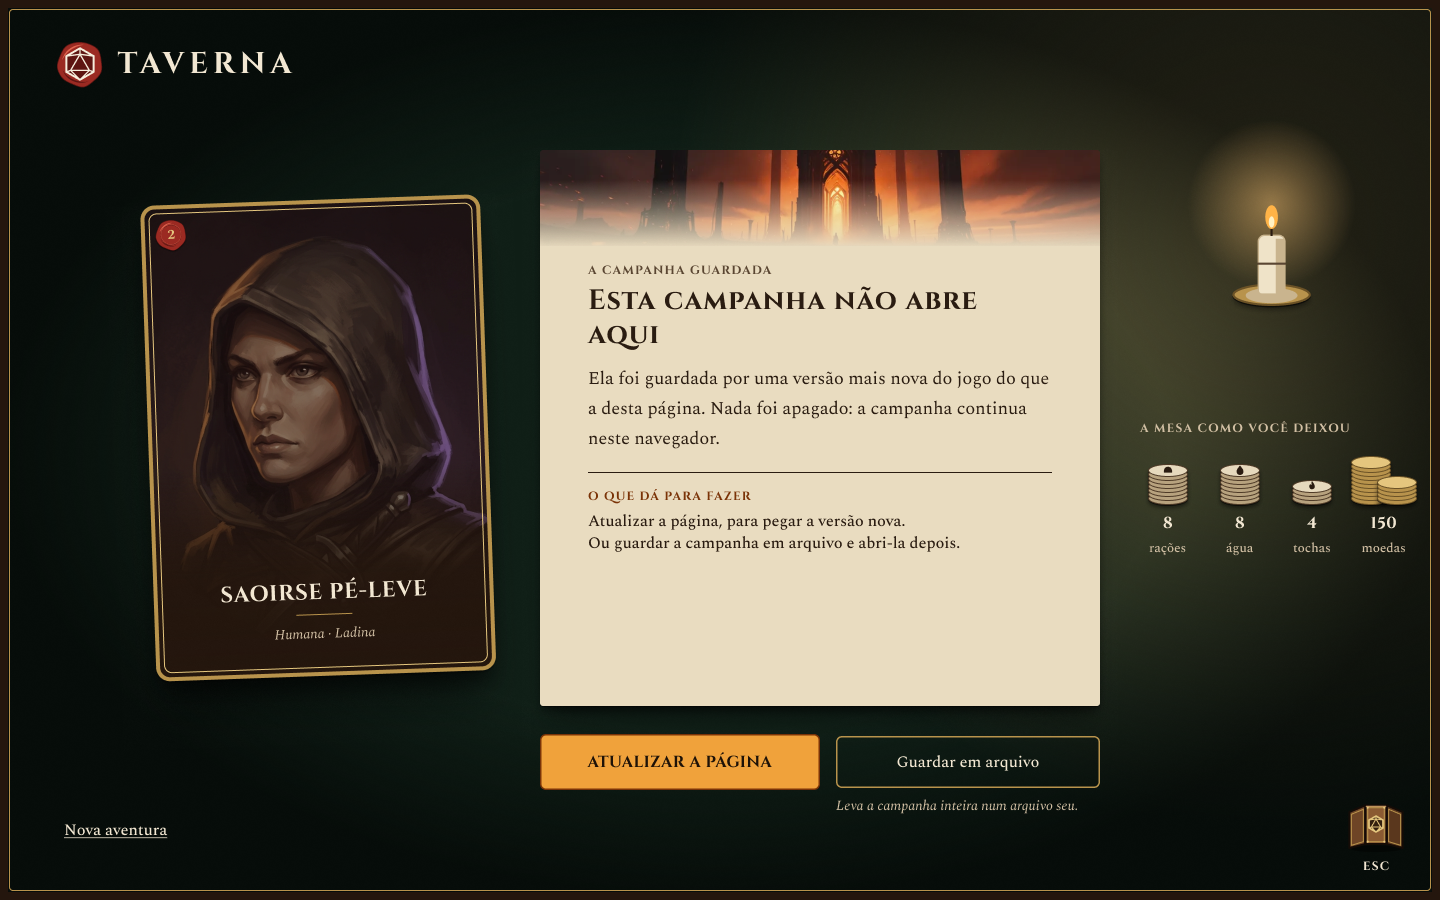 TAVERNA
2
SAOIRSE PÉ-LEVE
Humana · Ladina
A CAMPANHA GUARDADA
ESTA CAMPANHA NÃO ABRE
AQUI
Ela foi guardada por uma versão mais nova do jogo do que
a desta página. Nada foi apagado: a campanha continua
neste navegador.
O QUE DÁ PARA FAZER
Atualizar a página, para pegar a versão nova.
Ou guardar a campanha em arquivo e abri-la depois.
A MESA COMO VOCÊ DEIXOU
8 8 4 150
rações água tochas moedas
ATUALIZAR A PÁGINA
Guardar em arquivo
Leva a campanha inteira num arquivo seu.
Nova aventura
ESC